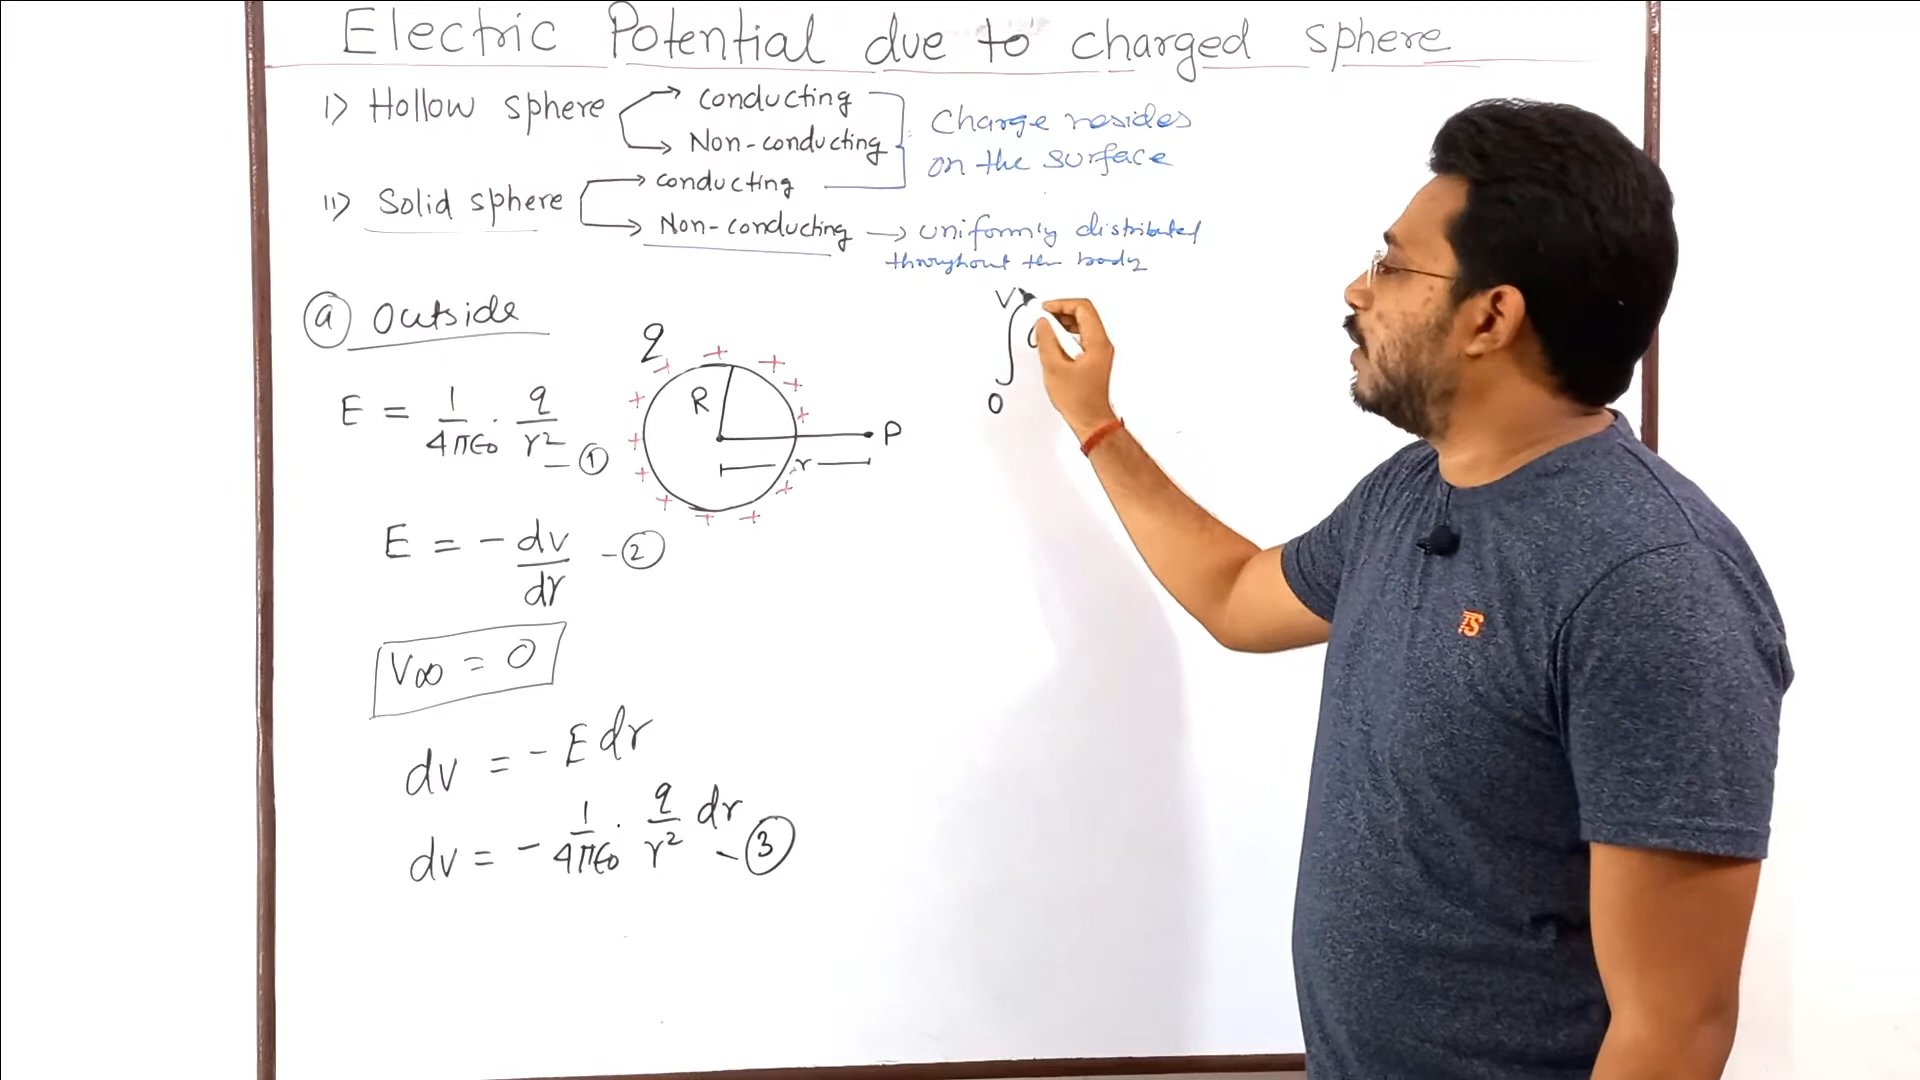 Electric Potential due to charged sphere
i) Hollow sphere → conducting
→ Non-conducting
Charge resides
on the surface
ii) Solid sphere → conducting
→ Non-conducting → uniformly distributed
throughout the body
(a) Outside
E = 1/4πϵ₀ · q/r² - ①
q
R
P
r
E = - dv/dr - ②
V∞ = 0
dv = - E dr
dv = - 1/4πϵ₀ · q/r² dr - ③
∫
0
TS